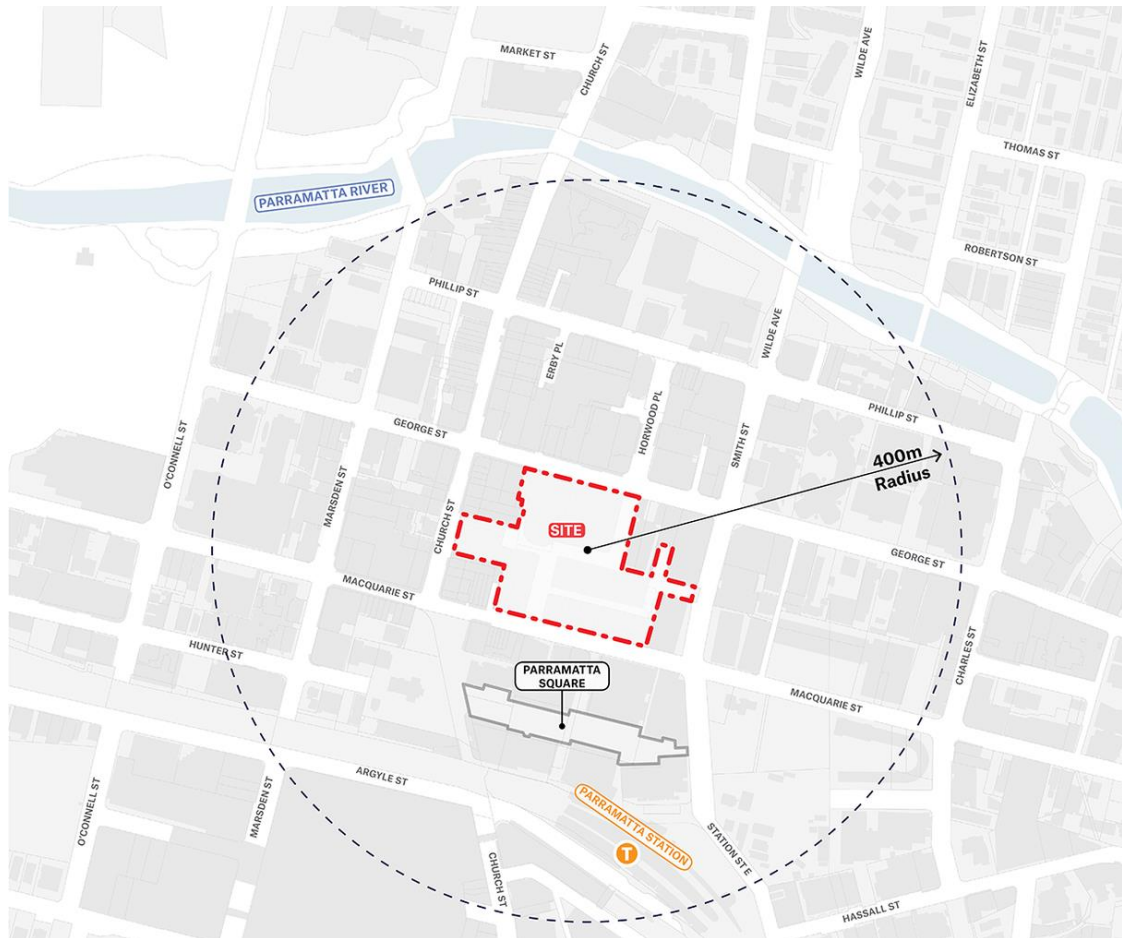 MARKET ST
CHURCH ST
WILDE AVE
ELIZABETH ST
THOMAS ST
PARRAMATTA RIVER
ROBERTSON ST
PHILLIP ST
ERBY PL
WILDE AVE
HORWOOD PL
PHILLIP ST
GEORGE ST
SMITH ST
O'CONNELL ST
MARSDEN ST
400m
Radius
CHURCH ST
SITE
GEORGE ST
MACQUARIE ST
CHARLES ST
HUNTER ST
PARRAMATTA
SQUARE
MACQUARIE ST
ARGYLE ST
O'CONNELL ST
MARSDEN ST
PARRAMATTA STATION
T
STATION ST E
CHURCH ST
HASSALL ST